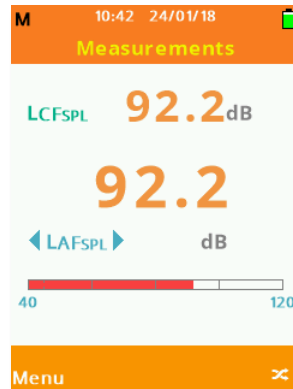 M 10:42 24/01/18
Measurements
LCFSPL 92.2dB
92.2
LAFSPL dB
40 120
Menu